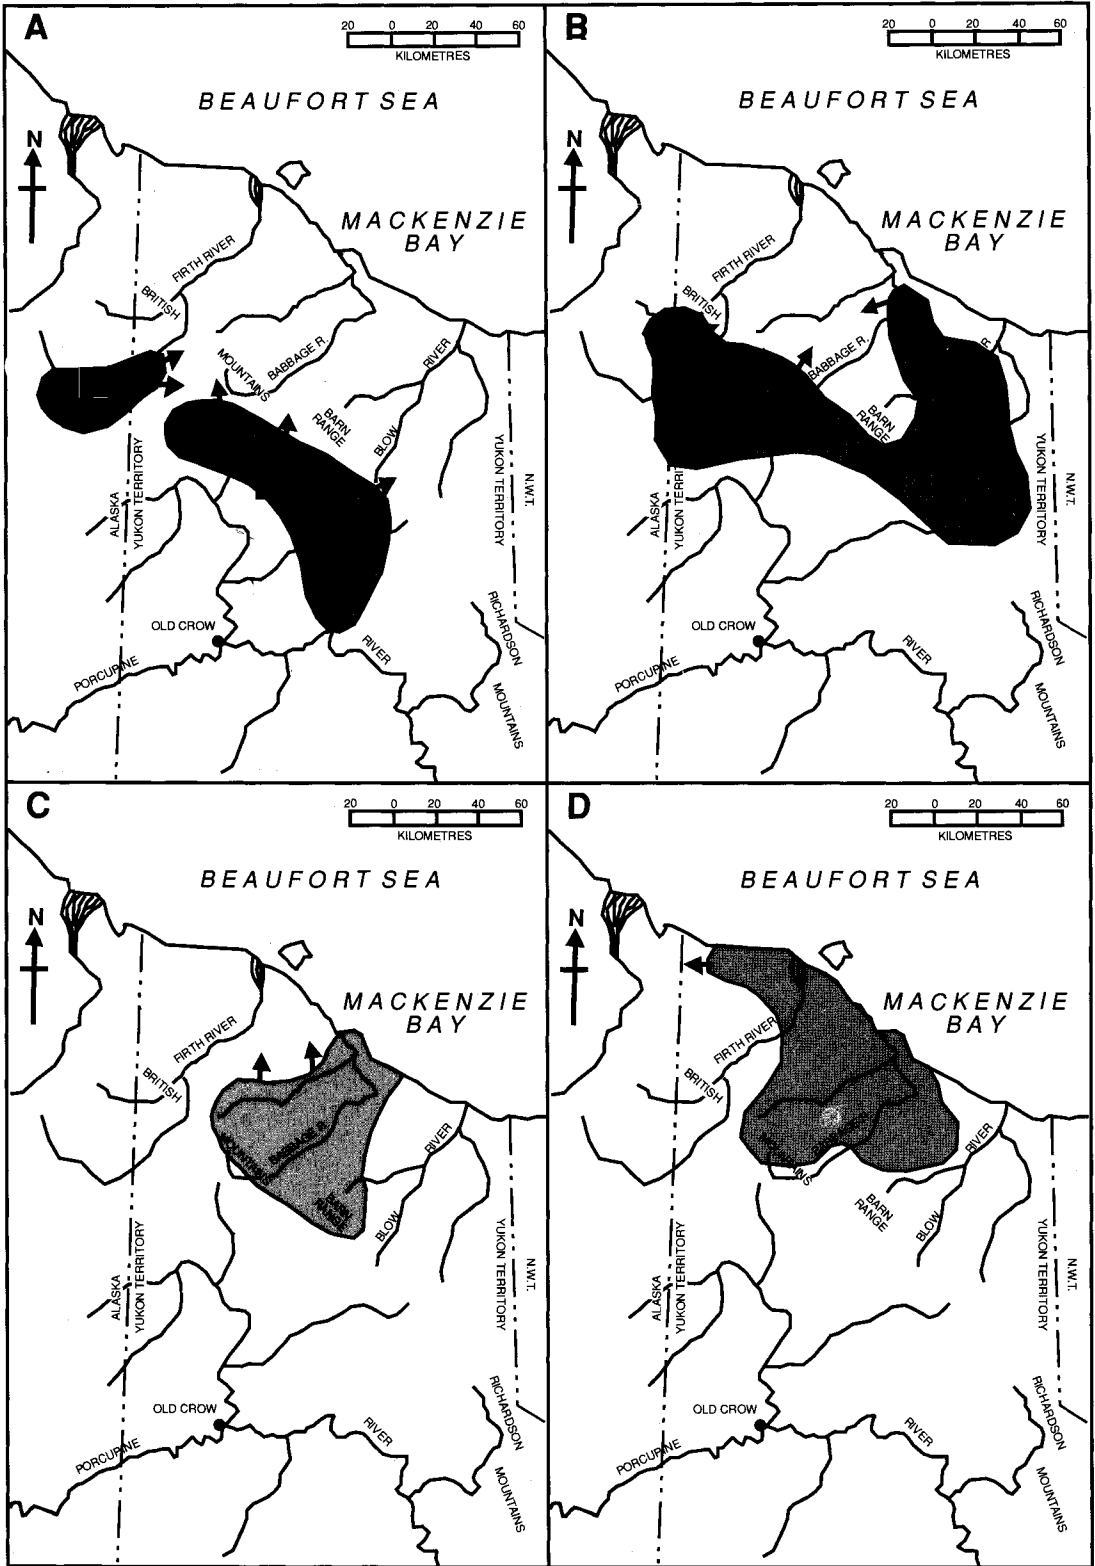 A
20 0 20 40 60
KILOMETRES
BEAUFORT SEA
N
MACKENZIE
BAY
FIRTH RIVER
BRITISH
MOUNTAINS
BABBAGE R.
RIVER
BARN
RANGE
BLOW
ALASKA
YUKON TERRITORY
YUKON TERRITORY
N.W.T.
OLD CROW
PORCUPINE
RIVER
RICHARDSON
MOUNTAINS
B
20 0 20 40 60
KILOMETRES
BEAUFORT SEA
N
MACKENZIE
BAY
FIRTH RIVER
BRITISH
BABBAGE R.
R
BARN
RANGE
ALASKA
YUKON TERRITORY
YUKON TERRITORY
N.W.T.
OLD CROW
PORCUPINE
RIVER
RICHARDSON
MOUNTAINS
C
20 0 20 40 60
KILOMETRES
BEAUFORT SEA
N
MACKENZIE
BAY
FIRTH RIVER
BRITISH
MOUNTAINS
BABBAGE R.
RIVER
BARN
RANGE
BLOW
ALASKA
YUKON TERRITORY
YUKON TERRITORY
N.W.T.
OLD CROW
PORCUPINE
RIVER
RICHARDSON
MOUNTAINS
D
20 0 20 40 60
KILOMETRES
BEAUFORT SEA
N
MACKENZIE
BAY
FIRTH RIVER
BRITISH
MOUNTAINS
RIVER
BARN
RANGE
BLOW
ALASKA
YUKON TERRITORY
YUKON TERRITORY
N.W.T.
OLD CROW
PORCUPINE
RIVER
RICHARDSON
MOUNTAINS